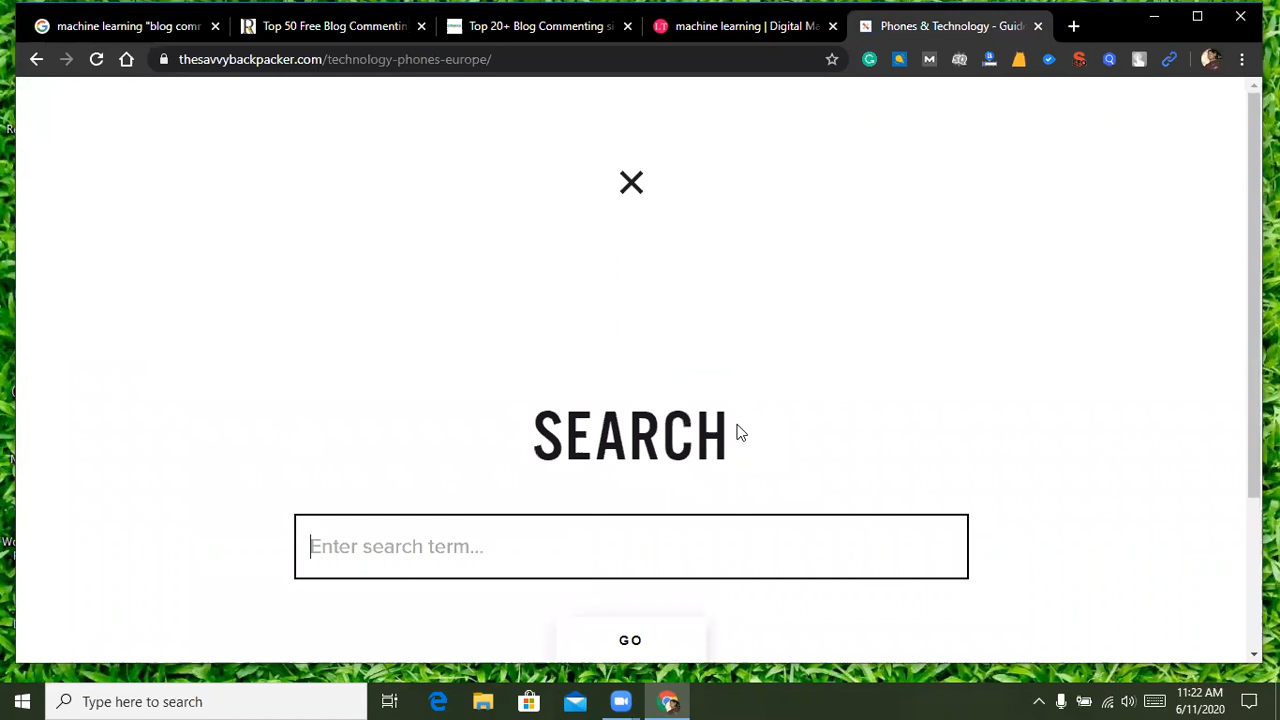 machine learning "blog comm
Top 50 Free Blog Commentin
Top 20+ Blog Commenting si
machine learning | Digital Ma
Phones & Technology - Guid
thesavvybackpacker.com/technology-phones-europe/
SEARCH
Enter search term...
GO
Type here to search
11:22 AM
6/11/2020